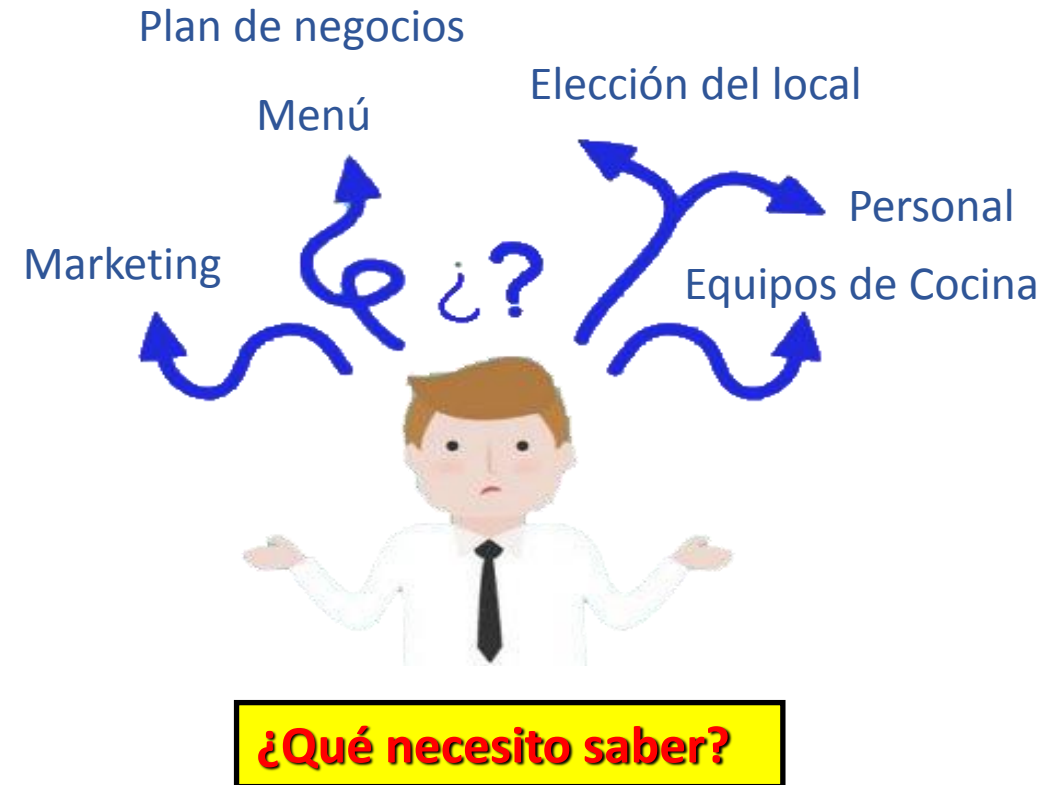 Plan de negocios
Elección del local
Menú
Personal
Marketing
¿?
Equipos de Cocina
¿Qué necesito saber?